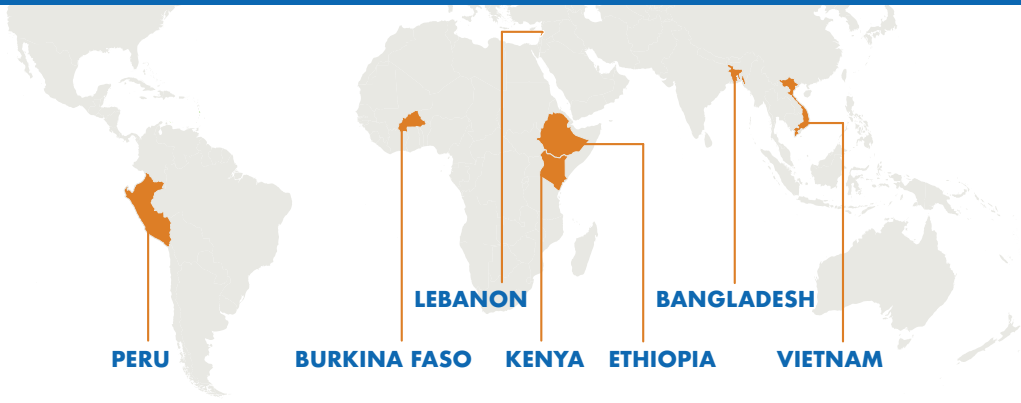 LEBANON
BANGLADESH
PERU
BURKINA FASO
KENYA
ETHIOPIA
VIETNAM